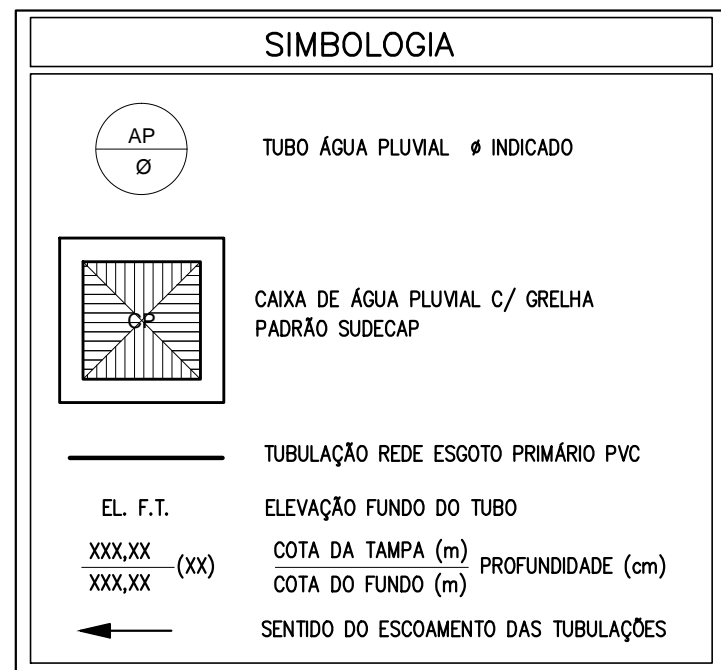 SIMBOLOGIA
AP
Ø
TUBO ÁGUA PLUVIAL Ø INDICADO
CP
CAIXA DE ÁGUA PLUVIAL C/ GRELHA
PADRÃO SUDECAP
TUBULAÇÃO REDE ESGOTO PRIMÁRIO PVC
EL. F.T.
ELEVAÇÃO FUNDO DO TUBO
XXX,XX
XXX,XX
(XX)
COTA DA TAMPA (m)
COTA DO FUNDO (m)
PROFUNDIDADE (cm)
SENTIDO DO ESCOAMENTO DAS TUBULAÇÕES